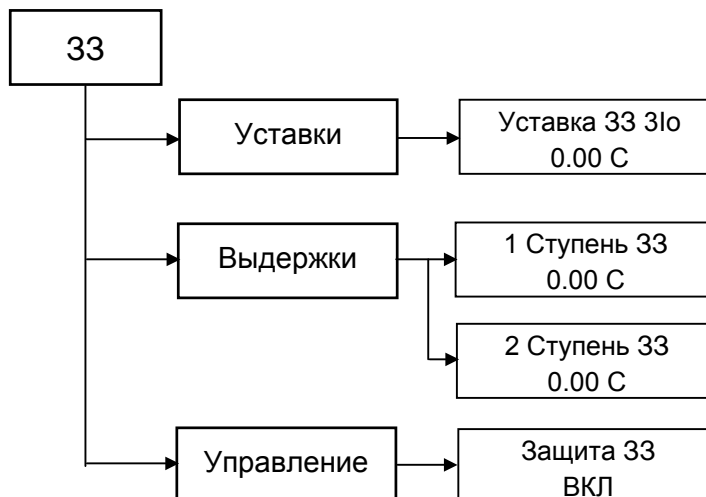 ЗЗ
Уставки
Уставка ЗЗ 3Io
0.00 С
Выдержки
1 Ступень ЗЗ
0.00 С
2 Ступень ЗЗ
0.00 С
Управление
Защита ЗЗ
ВКЛ